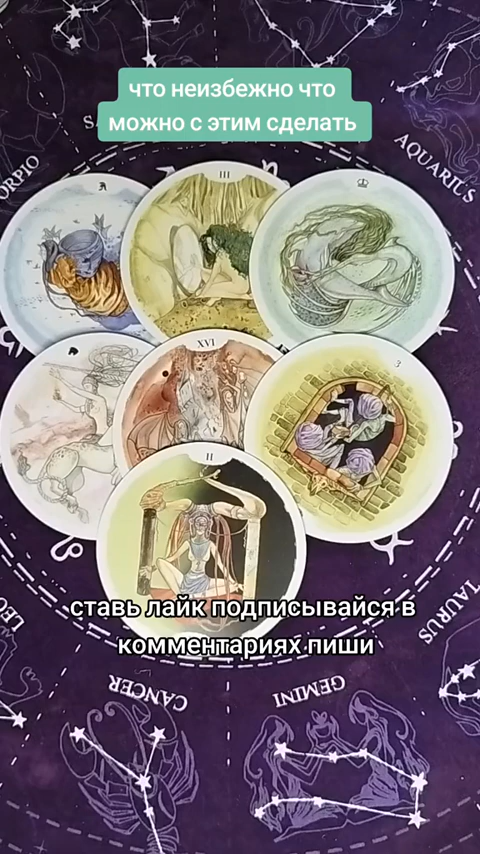 что неизбежно что
можно с этим сделать
AQUARIUS
III
XVI
3
II
ставь лайк подписывайся в
комментариях пиши
LEO
TAURUS
CANCER
GEMINI